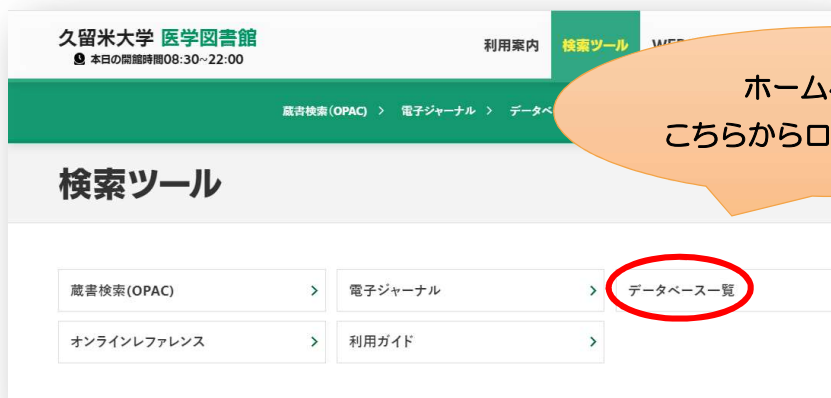 久留米大学 医学図書館
本日の開館時間08:30~22:00
利用案内 検索ツール
ホーム
こちらからロ
蔵書検索(OPAC) > 電子ジャーナル > データベ
検索ツール
蔵書検索(OPAC) >
電子ジャーナル >
データベース一覧
オンラインレファレンス >
利用ガイド >